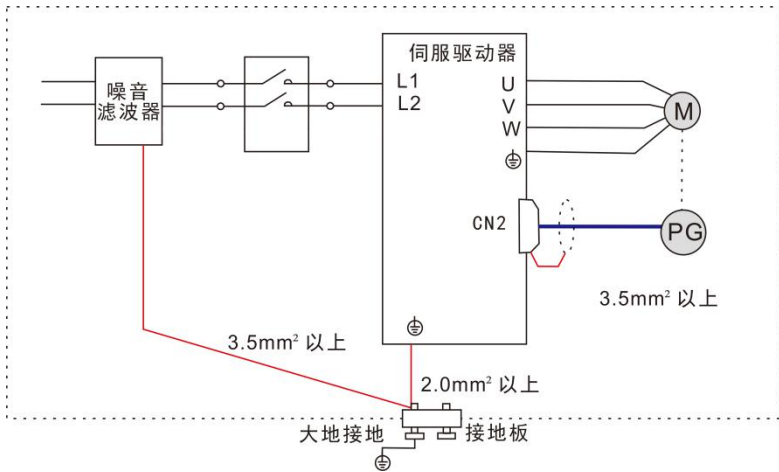 伺服驱动器
噪音
滤波器
L1
L2
U
V
W
M
CN2
PG
3.5mm² 以上
3.5mm² 以上
2.0mm² 以上
大地接地
接地板